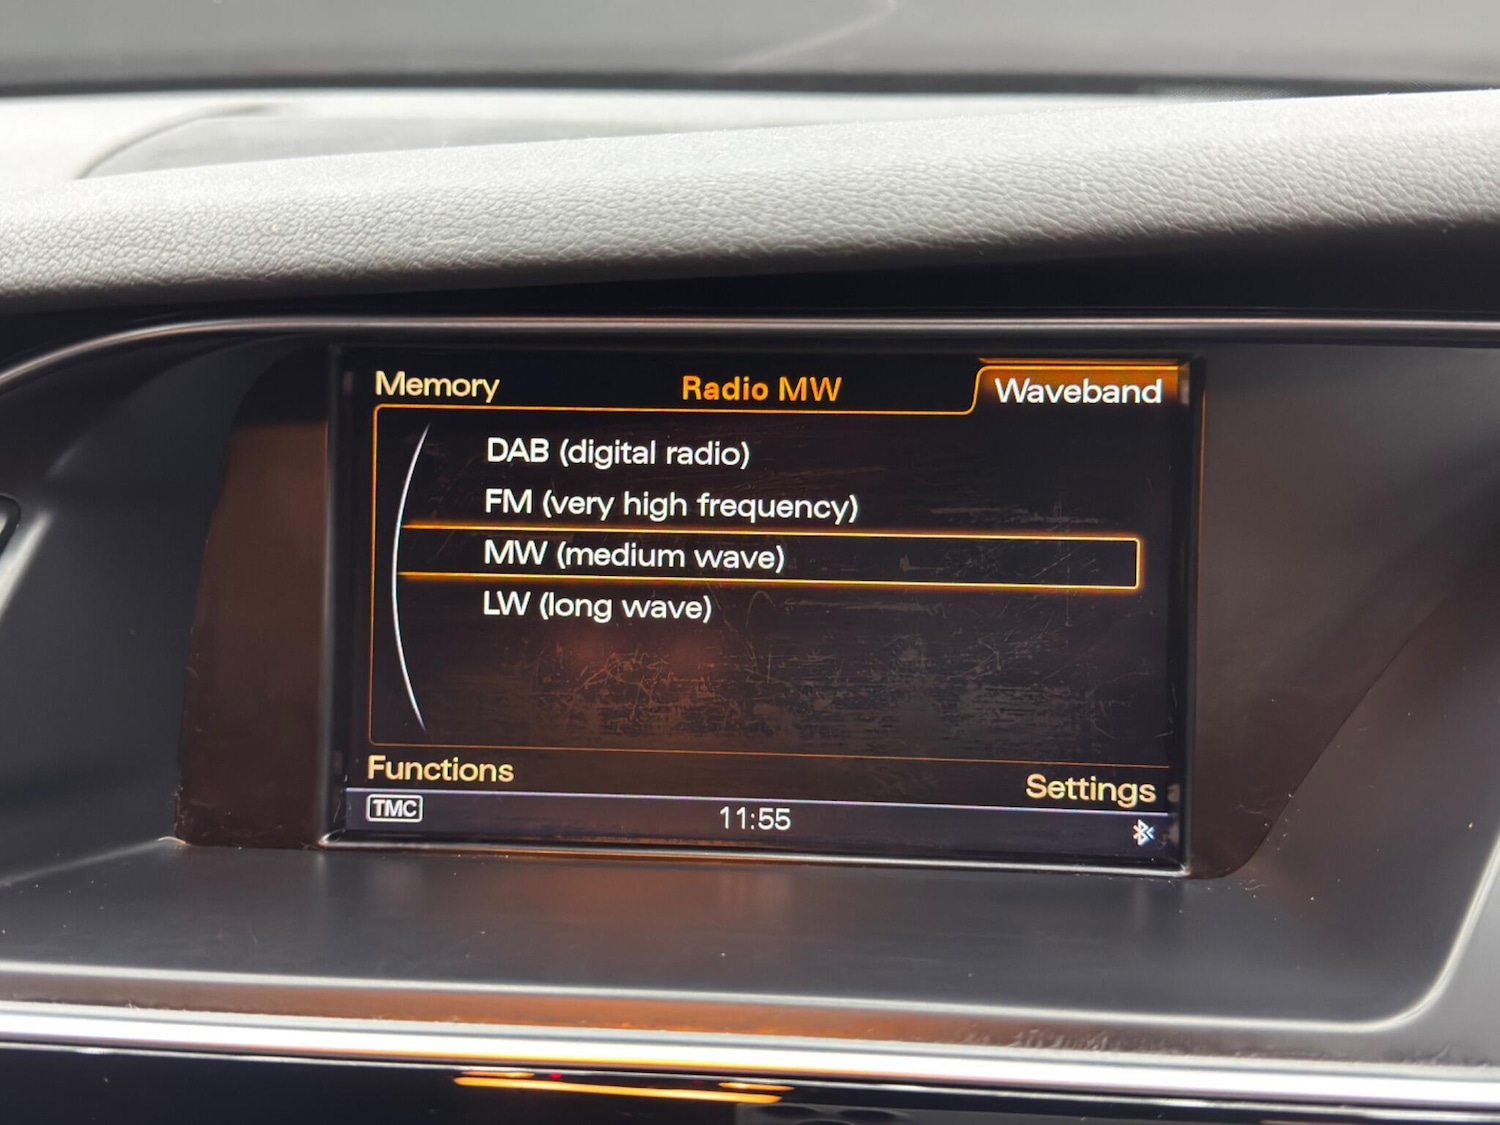 Memory
Radio MW
Waveband
DAB (digital radio)
FM (very high frequency)
MW (medium wave)
LW (long wave)
Functions
Settings
TMC
11:55